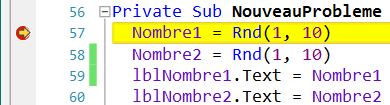 56 Private Sub NouveauProbleme
57 Nombre1 = Rnd(1, 10)
58 Nombre2 = Rnd(1, 10)
59 lblNombre1.Text = Nombre1
60 lblNombre2.Text = Nombre2